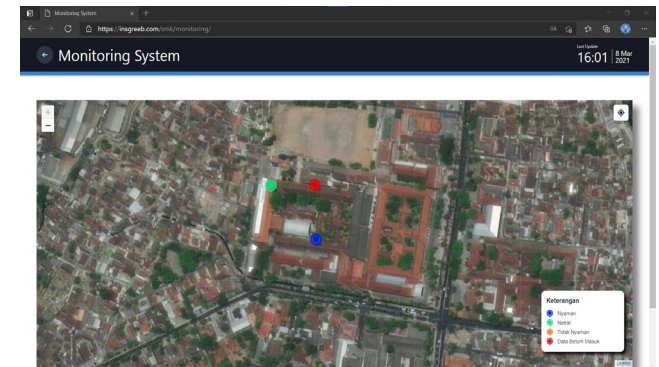 Monitoring System
https://insgreeb.com/smk/monitoring/
Monitoring System
Last Update
16:01
8 Mar
2021
Keterangan
Nyaman
Netral
Tidak Nyaman
Data Belum Masuk
Leaflet